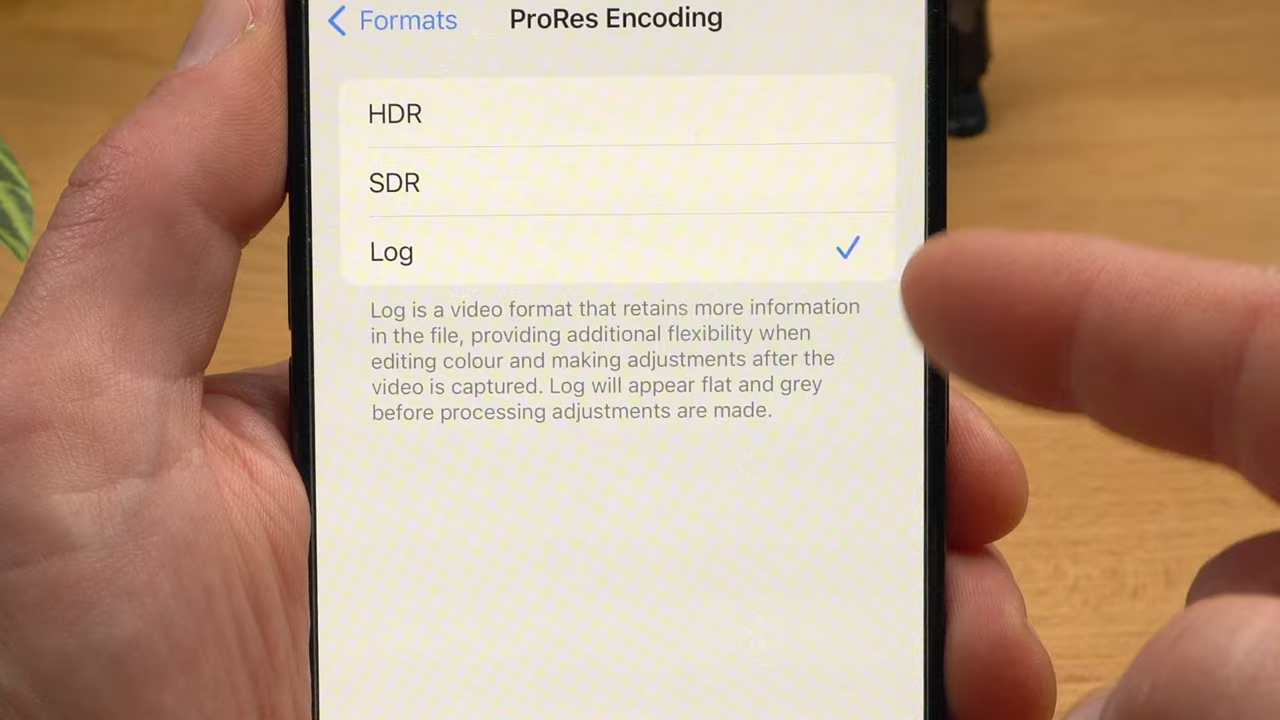 Formats
ProRes Encoding
HDR
SDR
Log
Log is a video format that retains more information
in the file, providing additional flexibility when
editing colour and making adjustments after the
video is captured. Log will appear flat and grey
before processing adjustments are made.